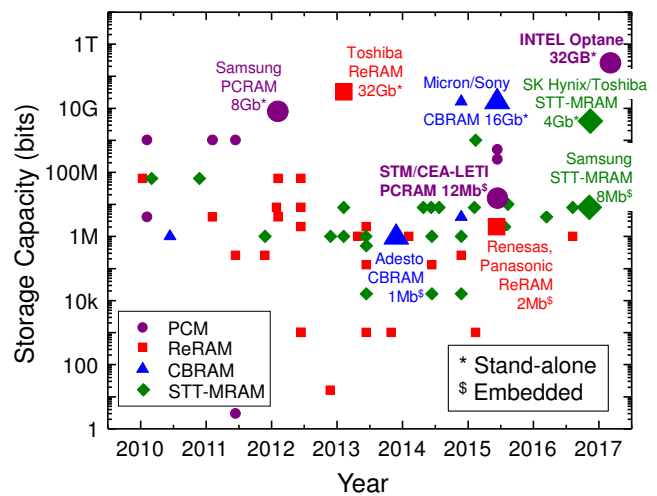 Storage Capacity (bits)
1T
10G
100M
1M
10k
100
1
Samsung
PCRAM
8Gb*
Toshiba
ReRAM
32Gb*
Micron/Sony
CBRAM 16Gb*
INTEL Optane
32GB*
SK Hynix/Toshiba
STT-MRAM
4Gb*
STM/CEA-LETI
PCRAM 12Mb$
Samsung
STT-MRAM
8Mb$
Adesto
CBRAM
1Mb$
Renesas,
Panasonic
ReRAM
2Mb$
PCM
ReRAM
CBRAM
STT-MRAM
* Stand-alone
$ Embedded
2010 2011 2012 2013 2014 2015 2016 2017
Year